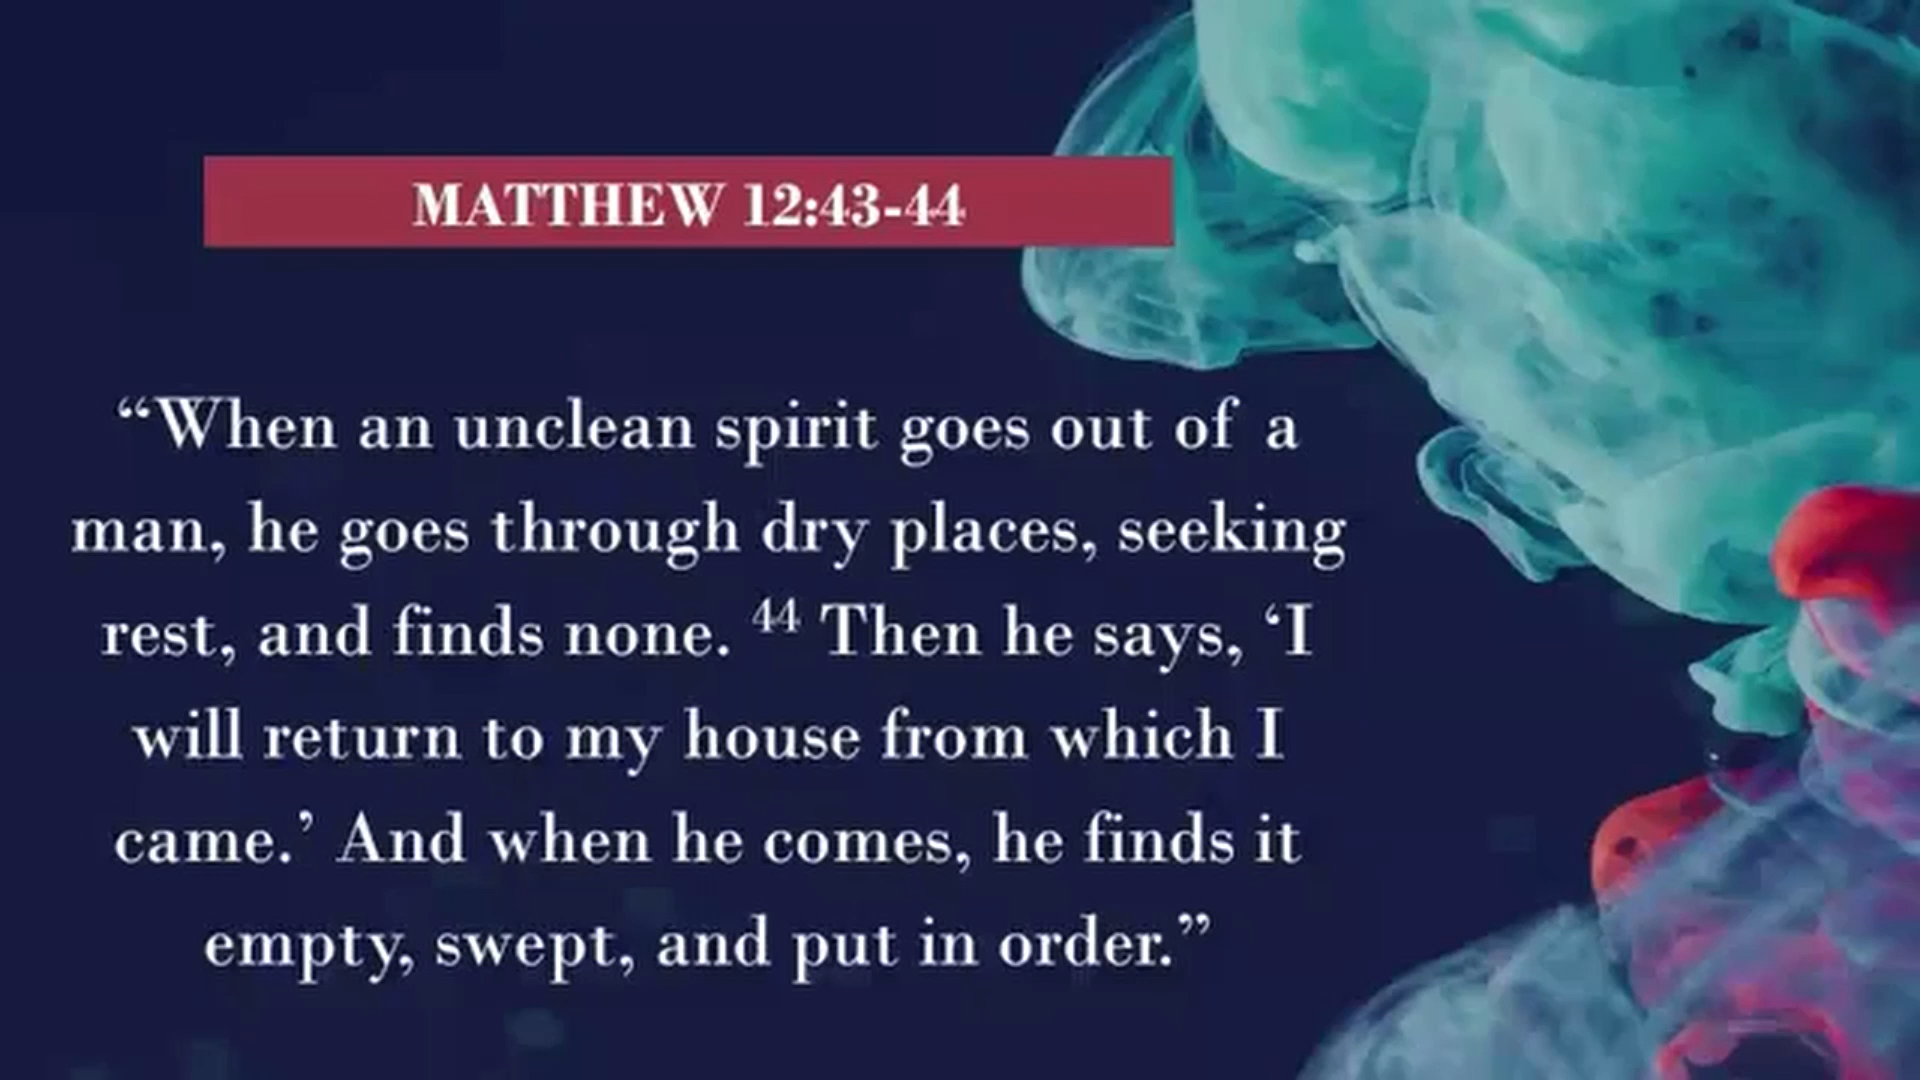 MATTHEW 12:43-44
“When an unclean spirit goes out of a
man, he goes through dry places, seeking
rest, and finds none. 44 Then he says, ‘I
will return to my house from which I
came.’ And when he comes, he finds it
empty, swept, and put in order.”